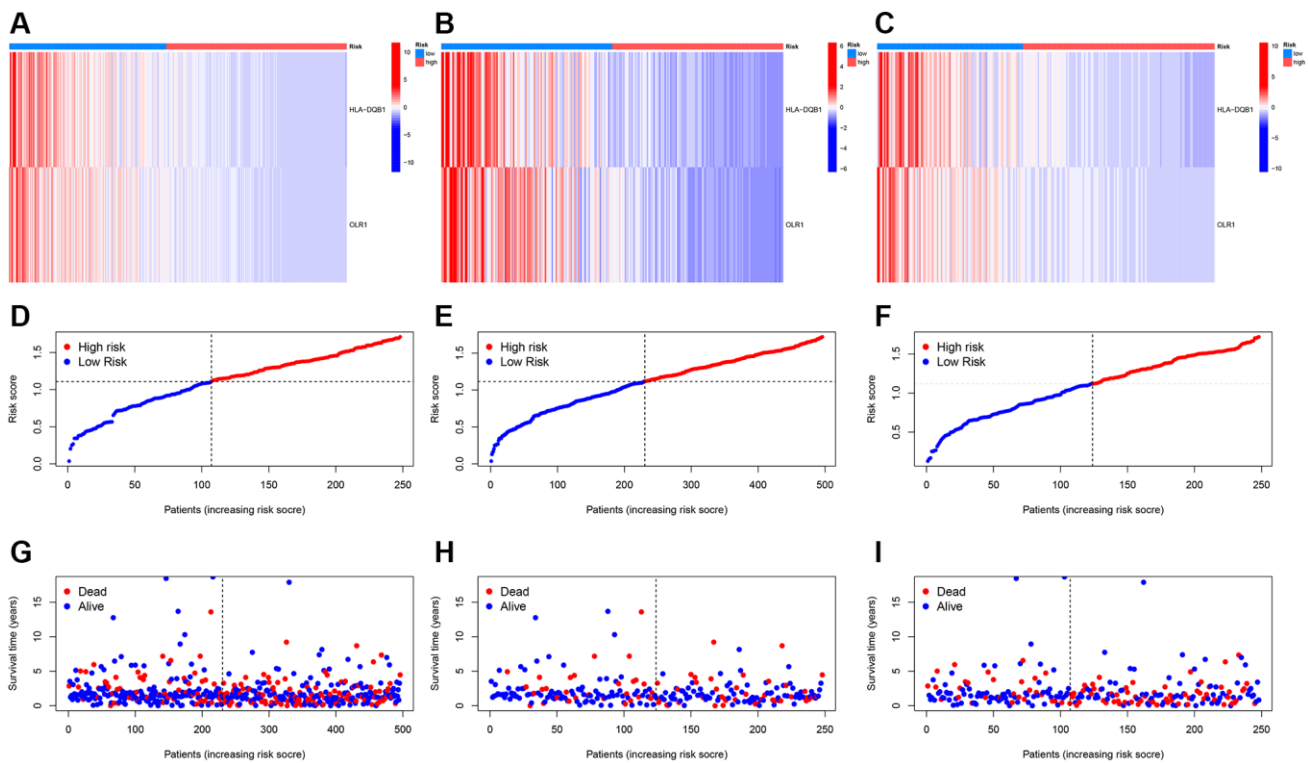 A
Risk
HLA-DQB1
OLR1
10
5
0
−5
−10
Risk
low
high
B
Risk
HLA-DQB1
OLR1
6
4
2
0
−2
−4
−6
Risk
low
high
C
Risk
HLA-DQB1
OLR1
10
5
0
−5
−10
Risk
low
high
D
High risk
Low Risk
Risk score
0.0 0.5 1.0 1.5
0 50 100 150 200 250
Patients (increasing risk socre)
E
High risk
Low Risk
Risk score
0.0 0.5 1.0 1.5
0 100 200 300 400 500
Patients (increasing risk socre)
F
High risk
Low Risk
Risk score
0.5 1.0 1.5
0 50 100 150 200 250
Patients (increasing risk socre)
G
Dead
Alive
Survival time (years)
0 5 10 15
0 100 200 300 400 500
Patients (increasing risk socre)
H
Dead
Alive
Survival time (years)
0 5 10 15
0 50 100 150 200 250
Patients (increasing risk socre)
I
Dead
Alive
Survival time (years)
0 5 10 15
0 50 100 150 200 250
Patients (increasing risk socre)